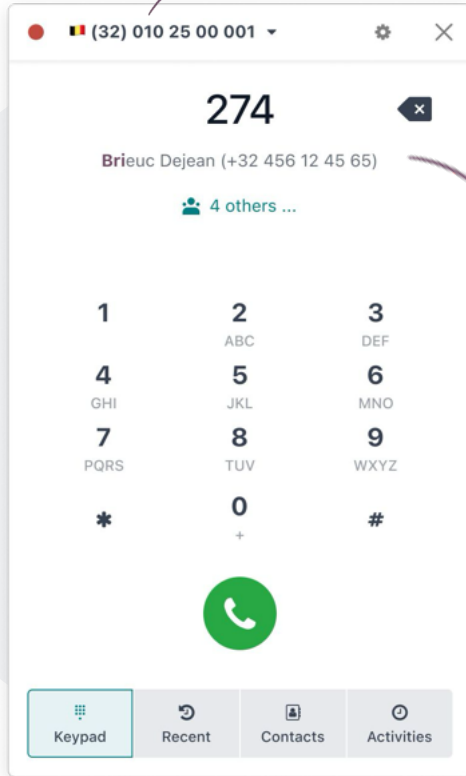 (32) 010 25 00 001
274
Brieuc Dejean (+32 456 12 45 65)
4 others ...
1 2 3
ABC DEF
4 5 6
GHI JKL MNO
7 8 9
PQRS TUV WXYZ
* 0 #
+
Keypad Recent Contacts Activities